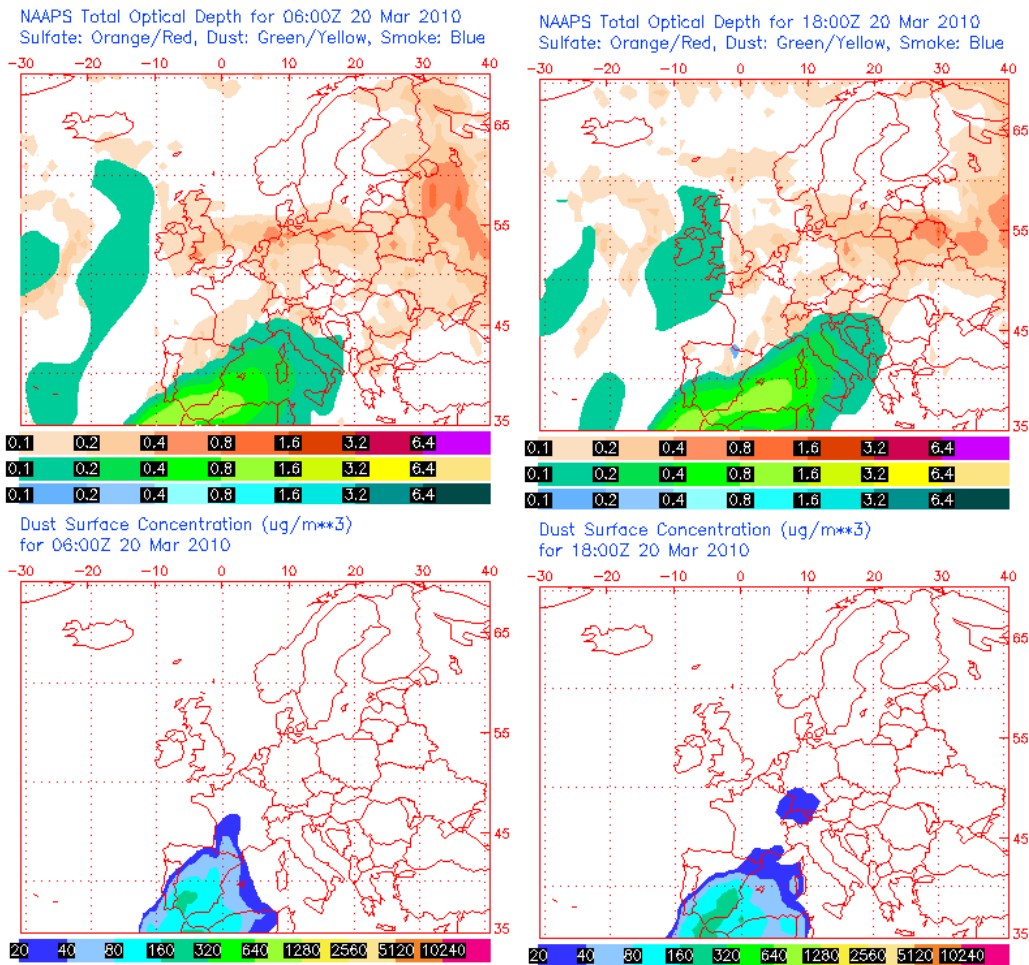 NAAPS Total Optical Depth for 06:00Z 20 Mar 2010
Sulfate: Orange/Red, Dust: Green/Yellow, Smoke: Blue
−30 −20 −10 0 10 20 30 40
65
55
45
35
0.1 0.2 0.4 0.8 1.6 3.2 6.4
0.1 0.2 0.4 0.8 1.6 3.2 6.4
0.1 0.2 0.4 0.8 1.6 3.2 6.4
NAAPS Total Optical Depth for 18:00Z 20 Mar 2010
Sulfate: Orange/Red, Dust: Green/Yellow, Smoke: Blue
−30 −20 −10 0 10 20 30 40
65
55
45
35
0.1 0.2 0.4 0.8 1.6 3.2 6.4
0.1 0.2 0.4 0.8 1.6 3.2 6.4
0.1 0.2 0.4 0.8 1.6 3.2 6.4
Dust Surface Concentration (ug/m**3)
for 06:00Z 20 Mar 2010
−30 −20 −10 0 10 20 30 40
65
55
45
35
20 40 80 160 320 640 1280 2560 5120 10240
Dust Surface Concentration (ug/m**3)
for 18:00Z 20 Mar 2010
−30 −20 −10 0 10 20 30 40
65
55
45
35
20 40 80 160 320 640 1280 2560 5120 10240